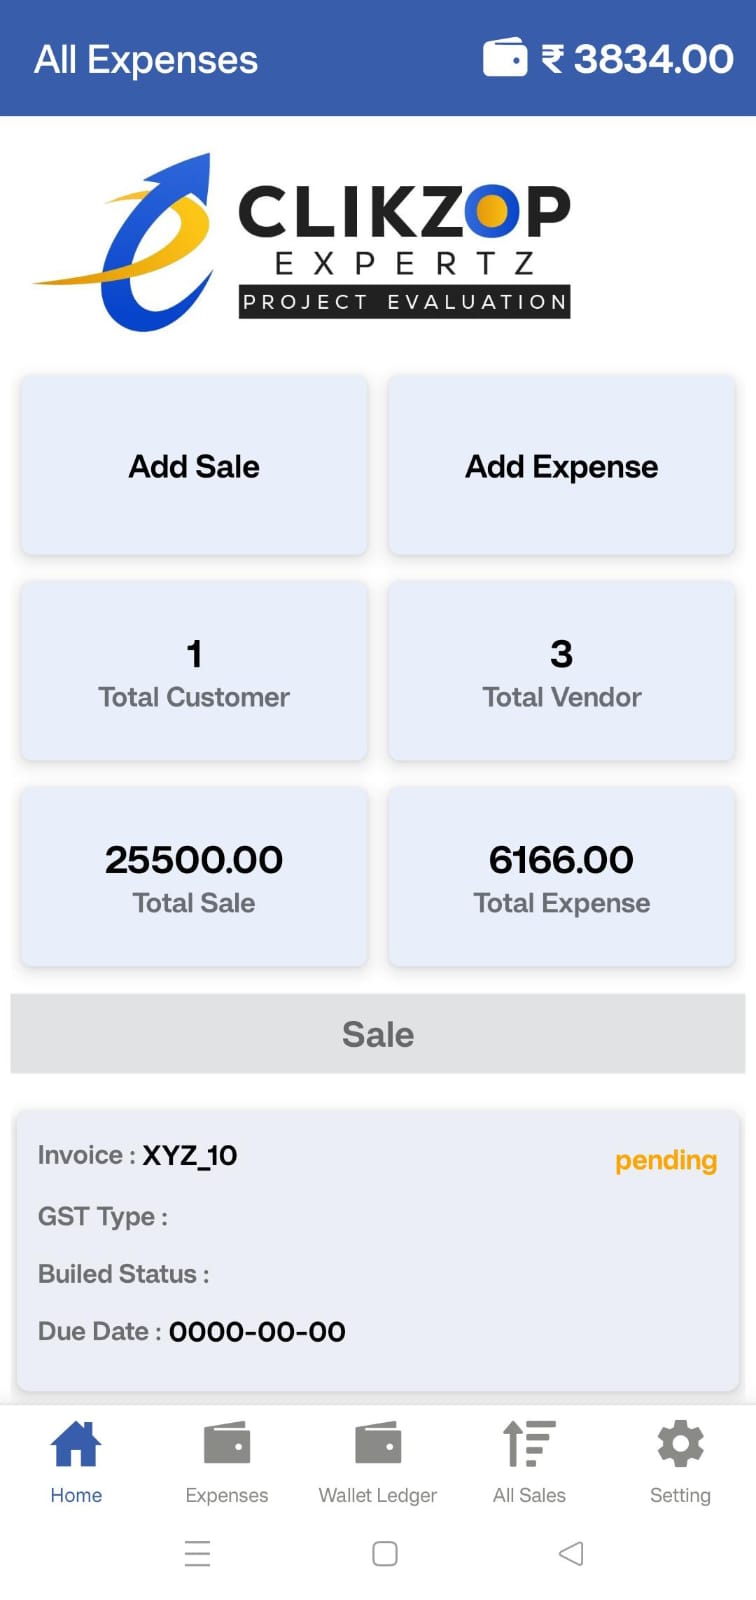 All Expenses
₹ 3834.00
CLIKZOP
EXPERTZ
PROJECT EVALUATION
Add Sale
Add Expense
1
Total Customer
3
Total Vendor
25500.00
Total Sale
6166.00
Total Expense
Sale
Invoice : XYZ_10
pending
GST Type :
Builed Status :
Due Date : 0000-00-00
Home
Expenses
Wallet Ledger
All Sales
Setting